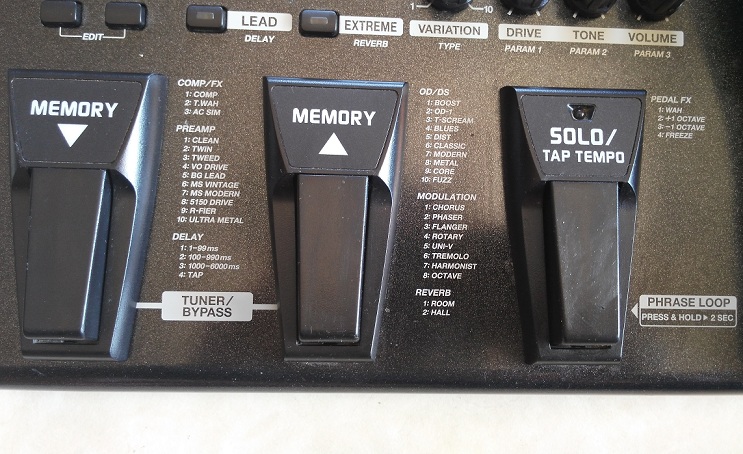 1
10
EDIT
LEAD
DELAY
EXTREME
REVERB
VARIATION
TYPE
DRIVE
PARAM 1
TONE
PARAM 2
VOLUME
PARAM 3
MEMORY
COMP/FX
1: COMP
2: T.WAH
3: AC SIM
PREAMP
1: CLEAN
2: TWIN
3: TWEED
4: VO DRIVE
5: BG LEAD
6: MS VINTAGE
7: MS MODERN
8: 5150 DRIVE
9: R-FIER
10: ULTRA METAL
DELAY
1: 1-99ms
2: 100-990ms
3: 1000-6000ms
4: TAP
TUNER/
BYPASS
MEMORY
OD/DS
1: BOOST
2: OD-1
3: T-SCREAM
4: BLUES
5: DIST
6: CLASSIC
7: MODERN
8: METAL
9: CORE
10: FUZZ
MODULATION
1: CHORUS
2: PHASER
3: FLANGER
4: ROTARY
5: UNI-V
6: TREMOLO
7: HARMONIST
8: OCTAVE
REVERB
1: ROOM
2: HALL
SOLO/
TAP TEMPO
PEDAL FX
1: WAH
2: +1 OCTAVE
3: -1 OCTAVE
4: FREEZE
PHRASE LOOP
PRESS & HOLD ▶ 2 SEC